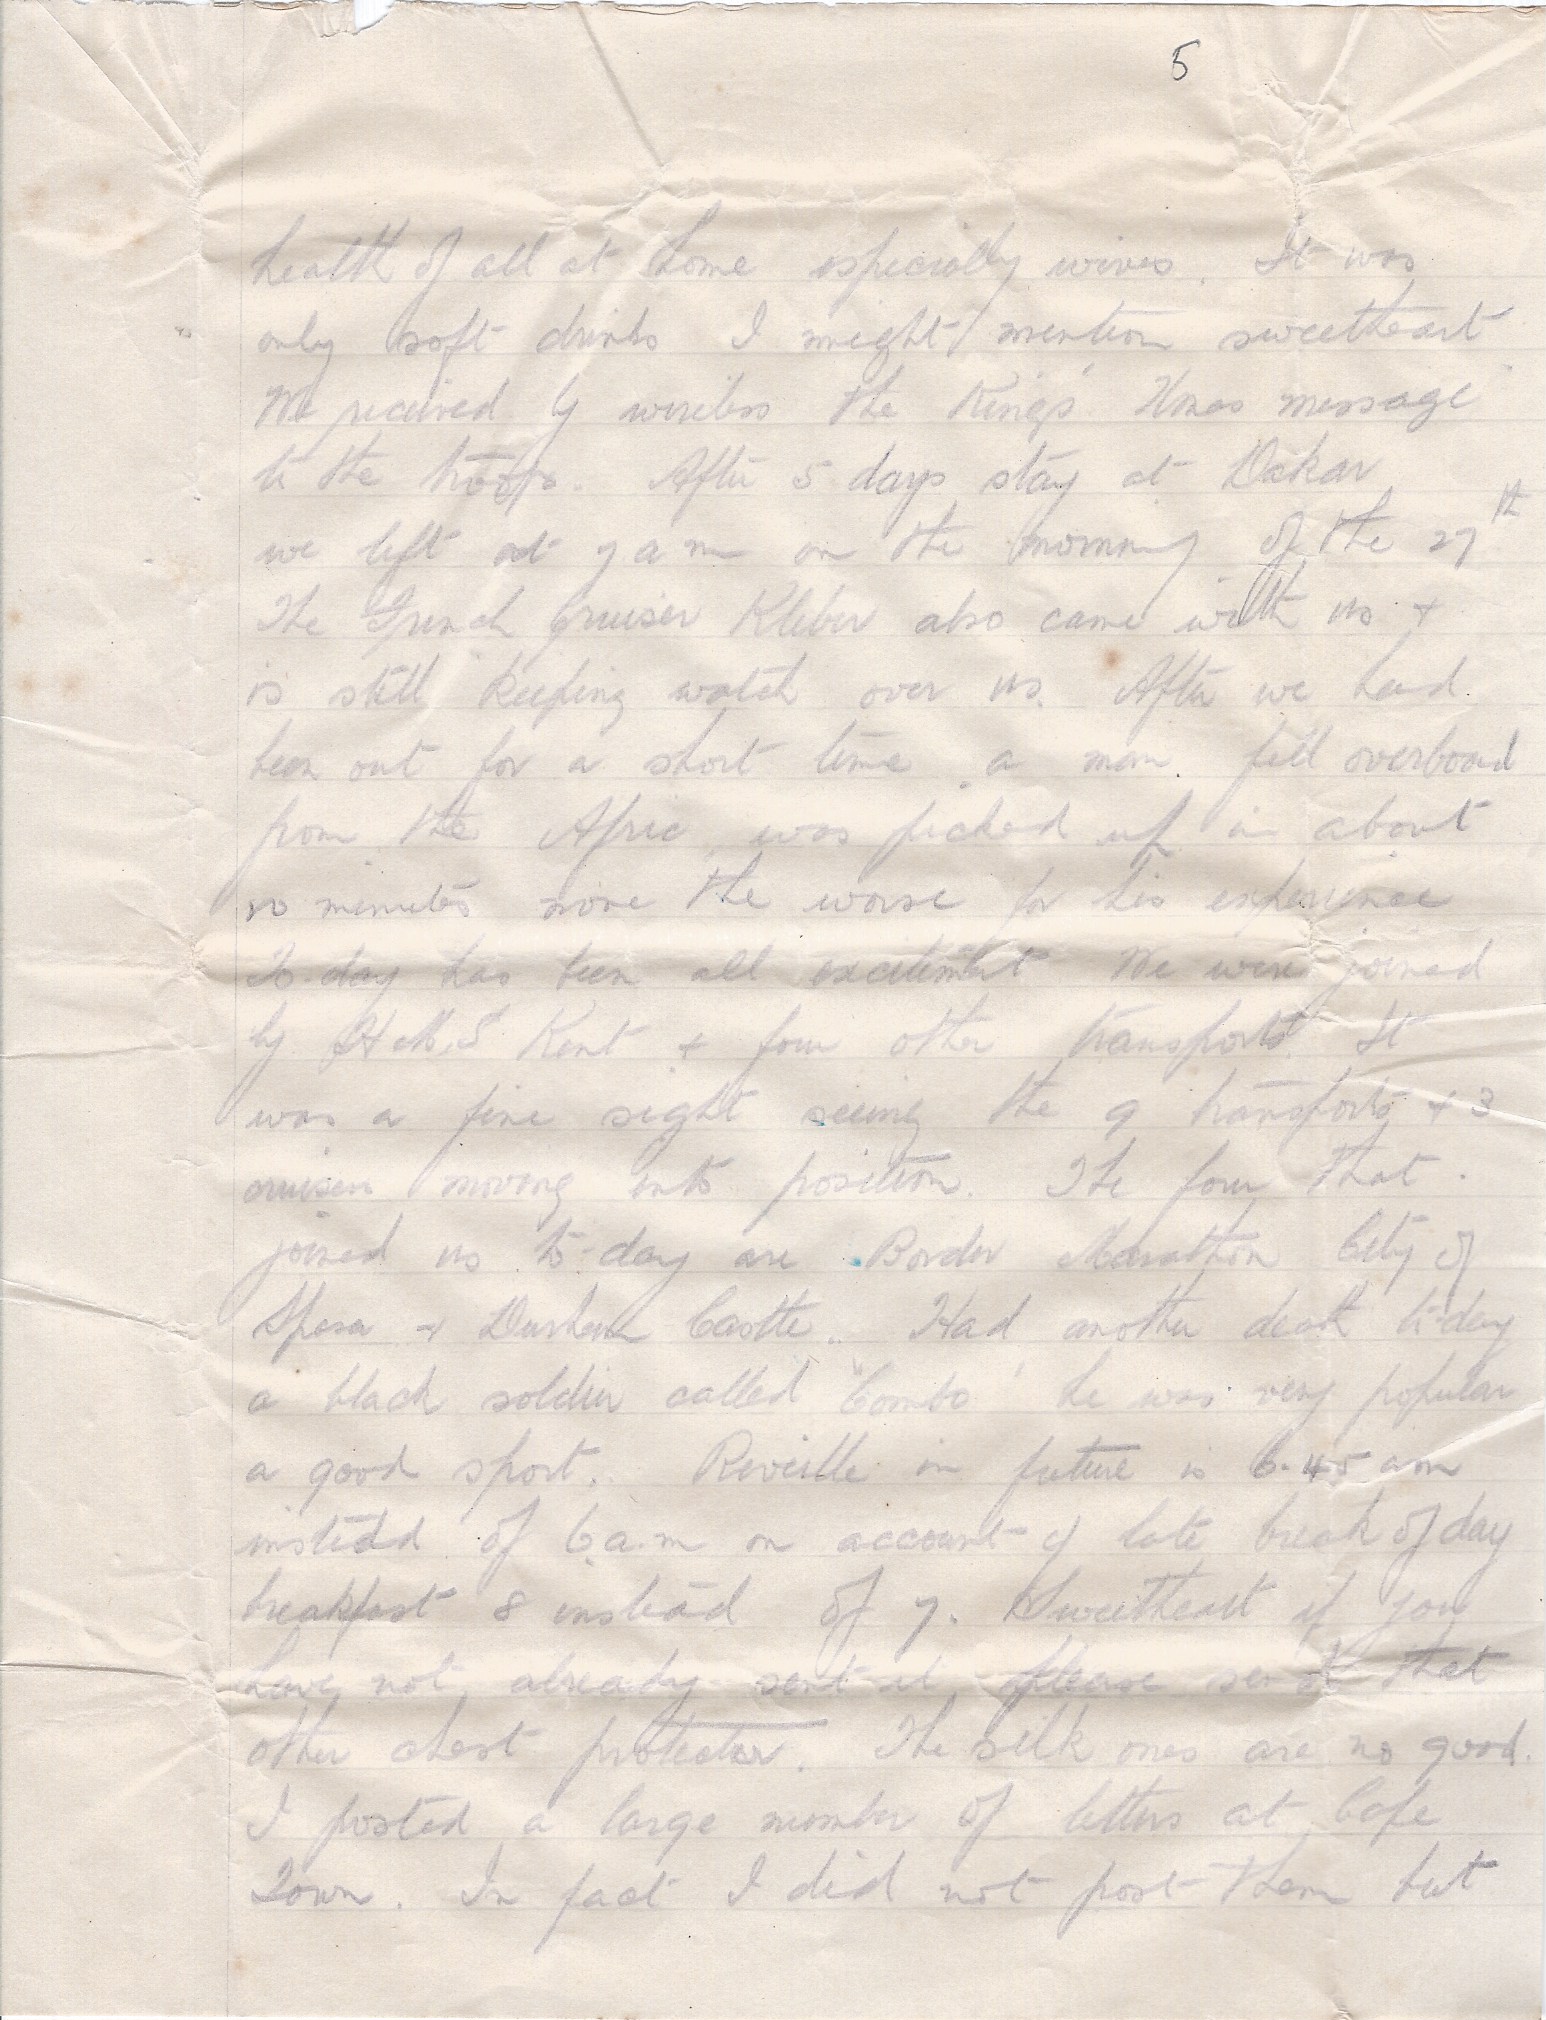 5
health of all at home especially wives. It was
only soft drinks I might mention sweetheart
We received by wireless the King's Xmas message
to the troops. After 5 days stay at Dakar
we left at 7 a m on the morning of the 27th
The French cruiser Kleber also came with us +
is still keeping watch over us. After we had
been out for a short time a man fell overboard
from the Afric was picked up in about
10 minutes none the worse for his experience
To-day has been all excitement We were joined
by H.M.S Kent + four other transports It
was a fine sight seeing the 9 transports + 3
cruisers moving into position. The four that
joined us to-day are Border Marathon City of
+ Durham Castle.. Had another death to-day
a black soldier called "Combo" he was very popular
a good sport. Reveille in future is 6.45 am
instead of 6 a.m on account of late break of day
breakfast 8 instead of 7. Sweetheart if you
have not already sent it please send that
other chest protector. The silk ones are no good.
I posted a large number of letters at Cape
Town. In fact I did not post them but